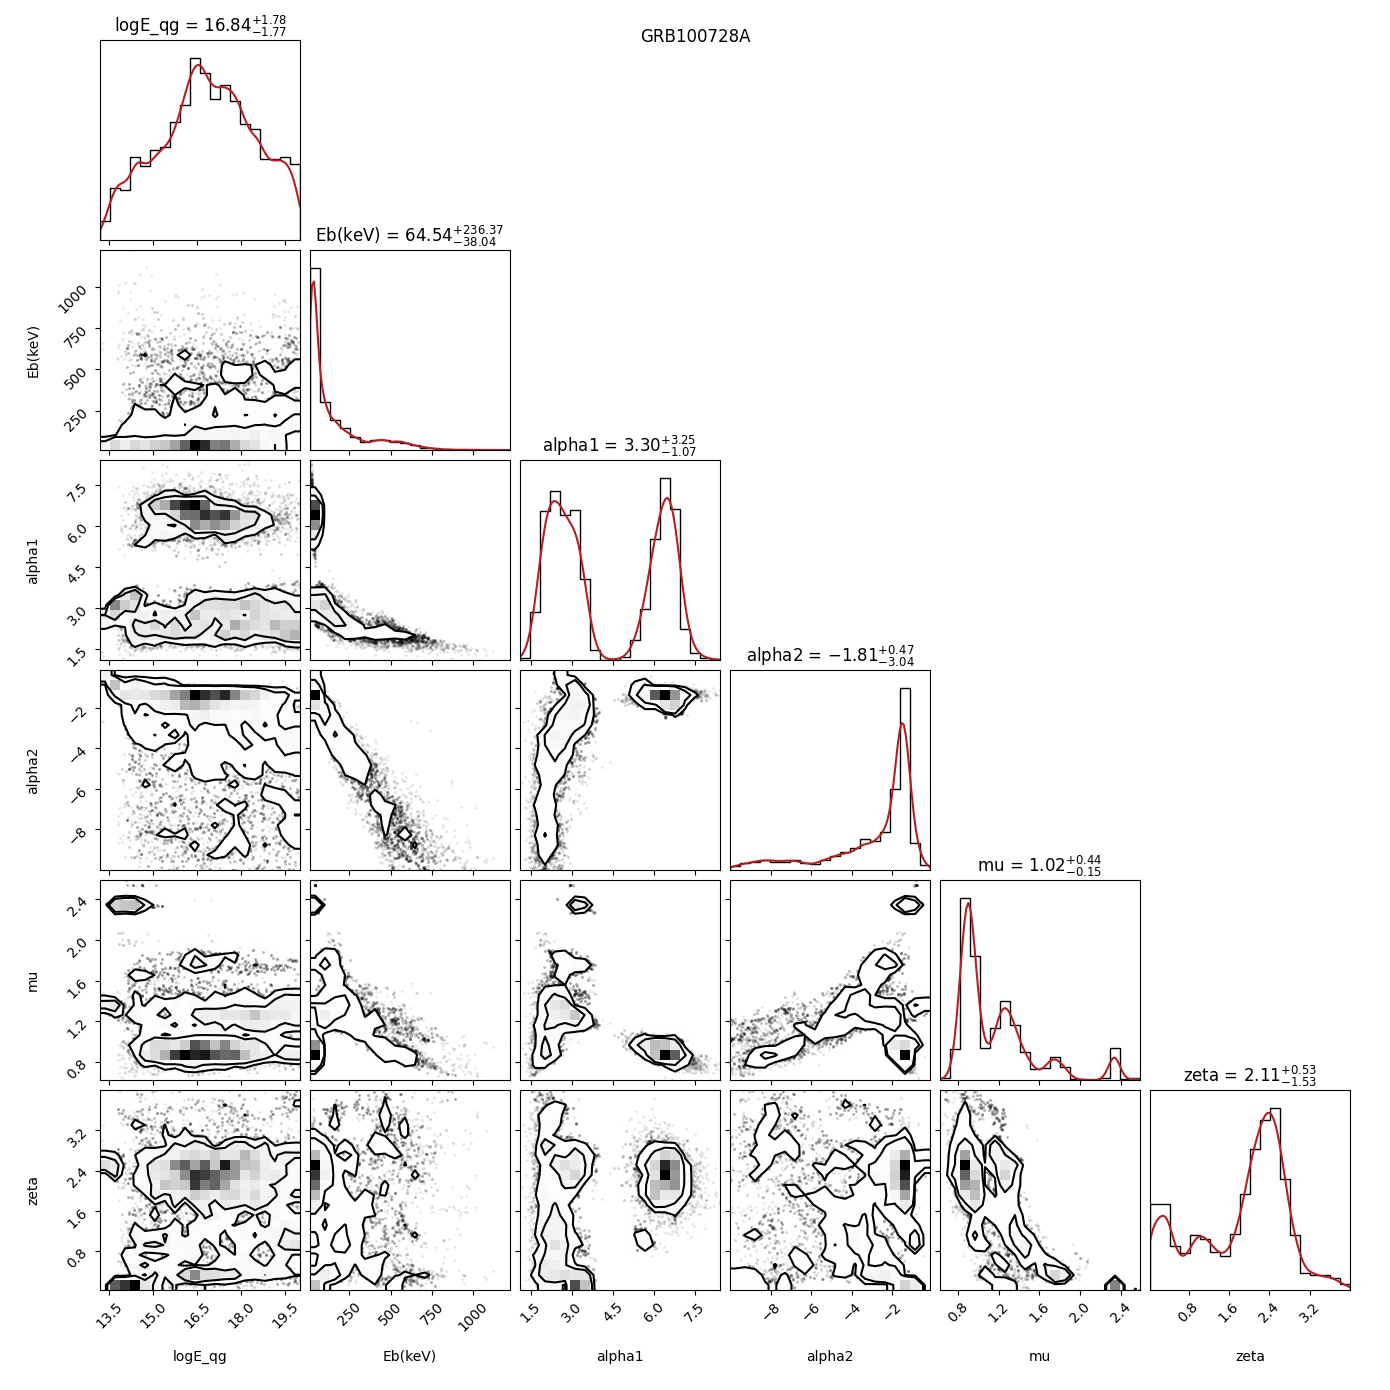 logE_qg = 16.84+1.78 −1.77
GRB100728A
Eb(keV) = 64.54+236.37 −38.04
1000
750
500
250
Eb(keV)
alpha1 = 3.30+3.25 −1.07
7.5
6.0
4.5
3.0
1.5
alpha1
alpha2 = −1.81+0.47 −3.04
−2
−4
−6
−8
alpha2
mu = 1.02+0.44 −0.15
2.4
2.0
1.6
1.2
0.8
mu
zeta = 2.11+0.53 −1.53
3.2
2.4
1.6
0.8
zeta
13.5 15.0 16.5 18.0 19.5
250 500 750 1000
1.5 3.0 4.5 6.0 7.5
−8 −6 −4 −2
0.8 1.2 1.6 2.0 2.4
0.8 1.6 2.4 3.2
logE_qg Eb(keV) alpha1 alpha2 mu zeta